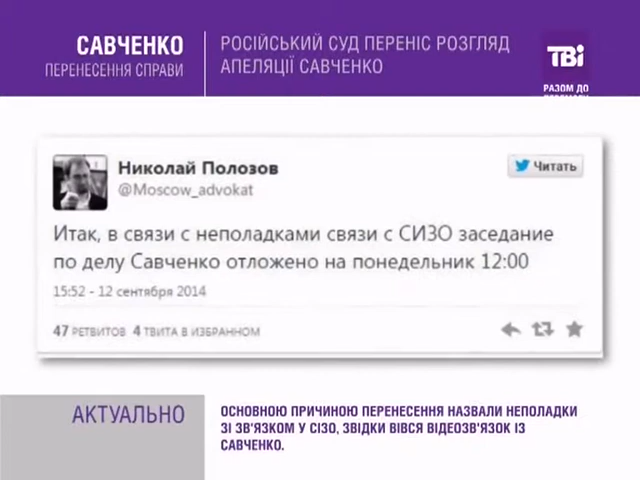 САВЧЕНКО
ПЕРЕНЕСЕННЯ СПРАВИ
РОСІЙСЬКИЙ СУД ПЕРЕНІС РОЗГЛЯД
АПЕЛЯЦІЇ САВЧЕНКО
ТВі
РАЗОМ ДО
Николай Полозов
@Moscow_advokat
Читать
Итак, в связи с неполадками связи с СИЗО заседание
по делу Савченко отложено на понедельник 12:00
15:52 - 12 сентября 2014
47 РЕТВИТОВ 4 ТВИТА В ИЗБРАННОМ
АКТУАЛЬНО
ОСНОВНОЮ ПРИЧИНОЮ ПЕРЕНЕСЕННЯ НАЗВАЛИ НЕПОЛАДКИ
ЗІ ЗВ'ЯЗКОМ У СІЗО, ЗВІДКИ ВІВСЯ ВІДЕОЗВ'ЯЗОК ІЗ
САВЧЕНКО.